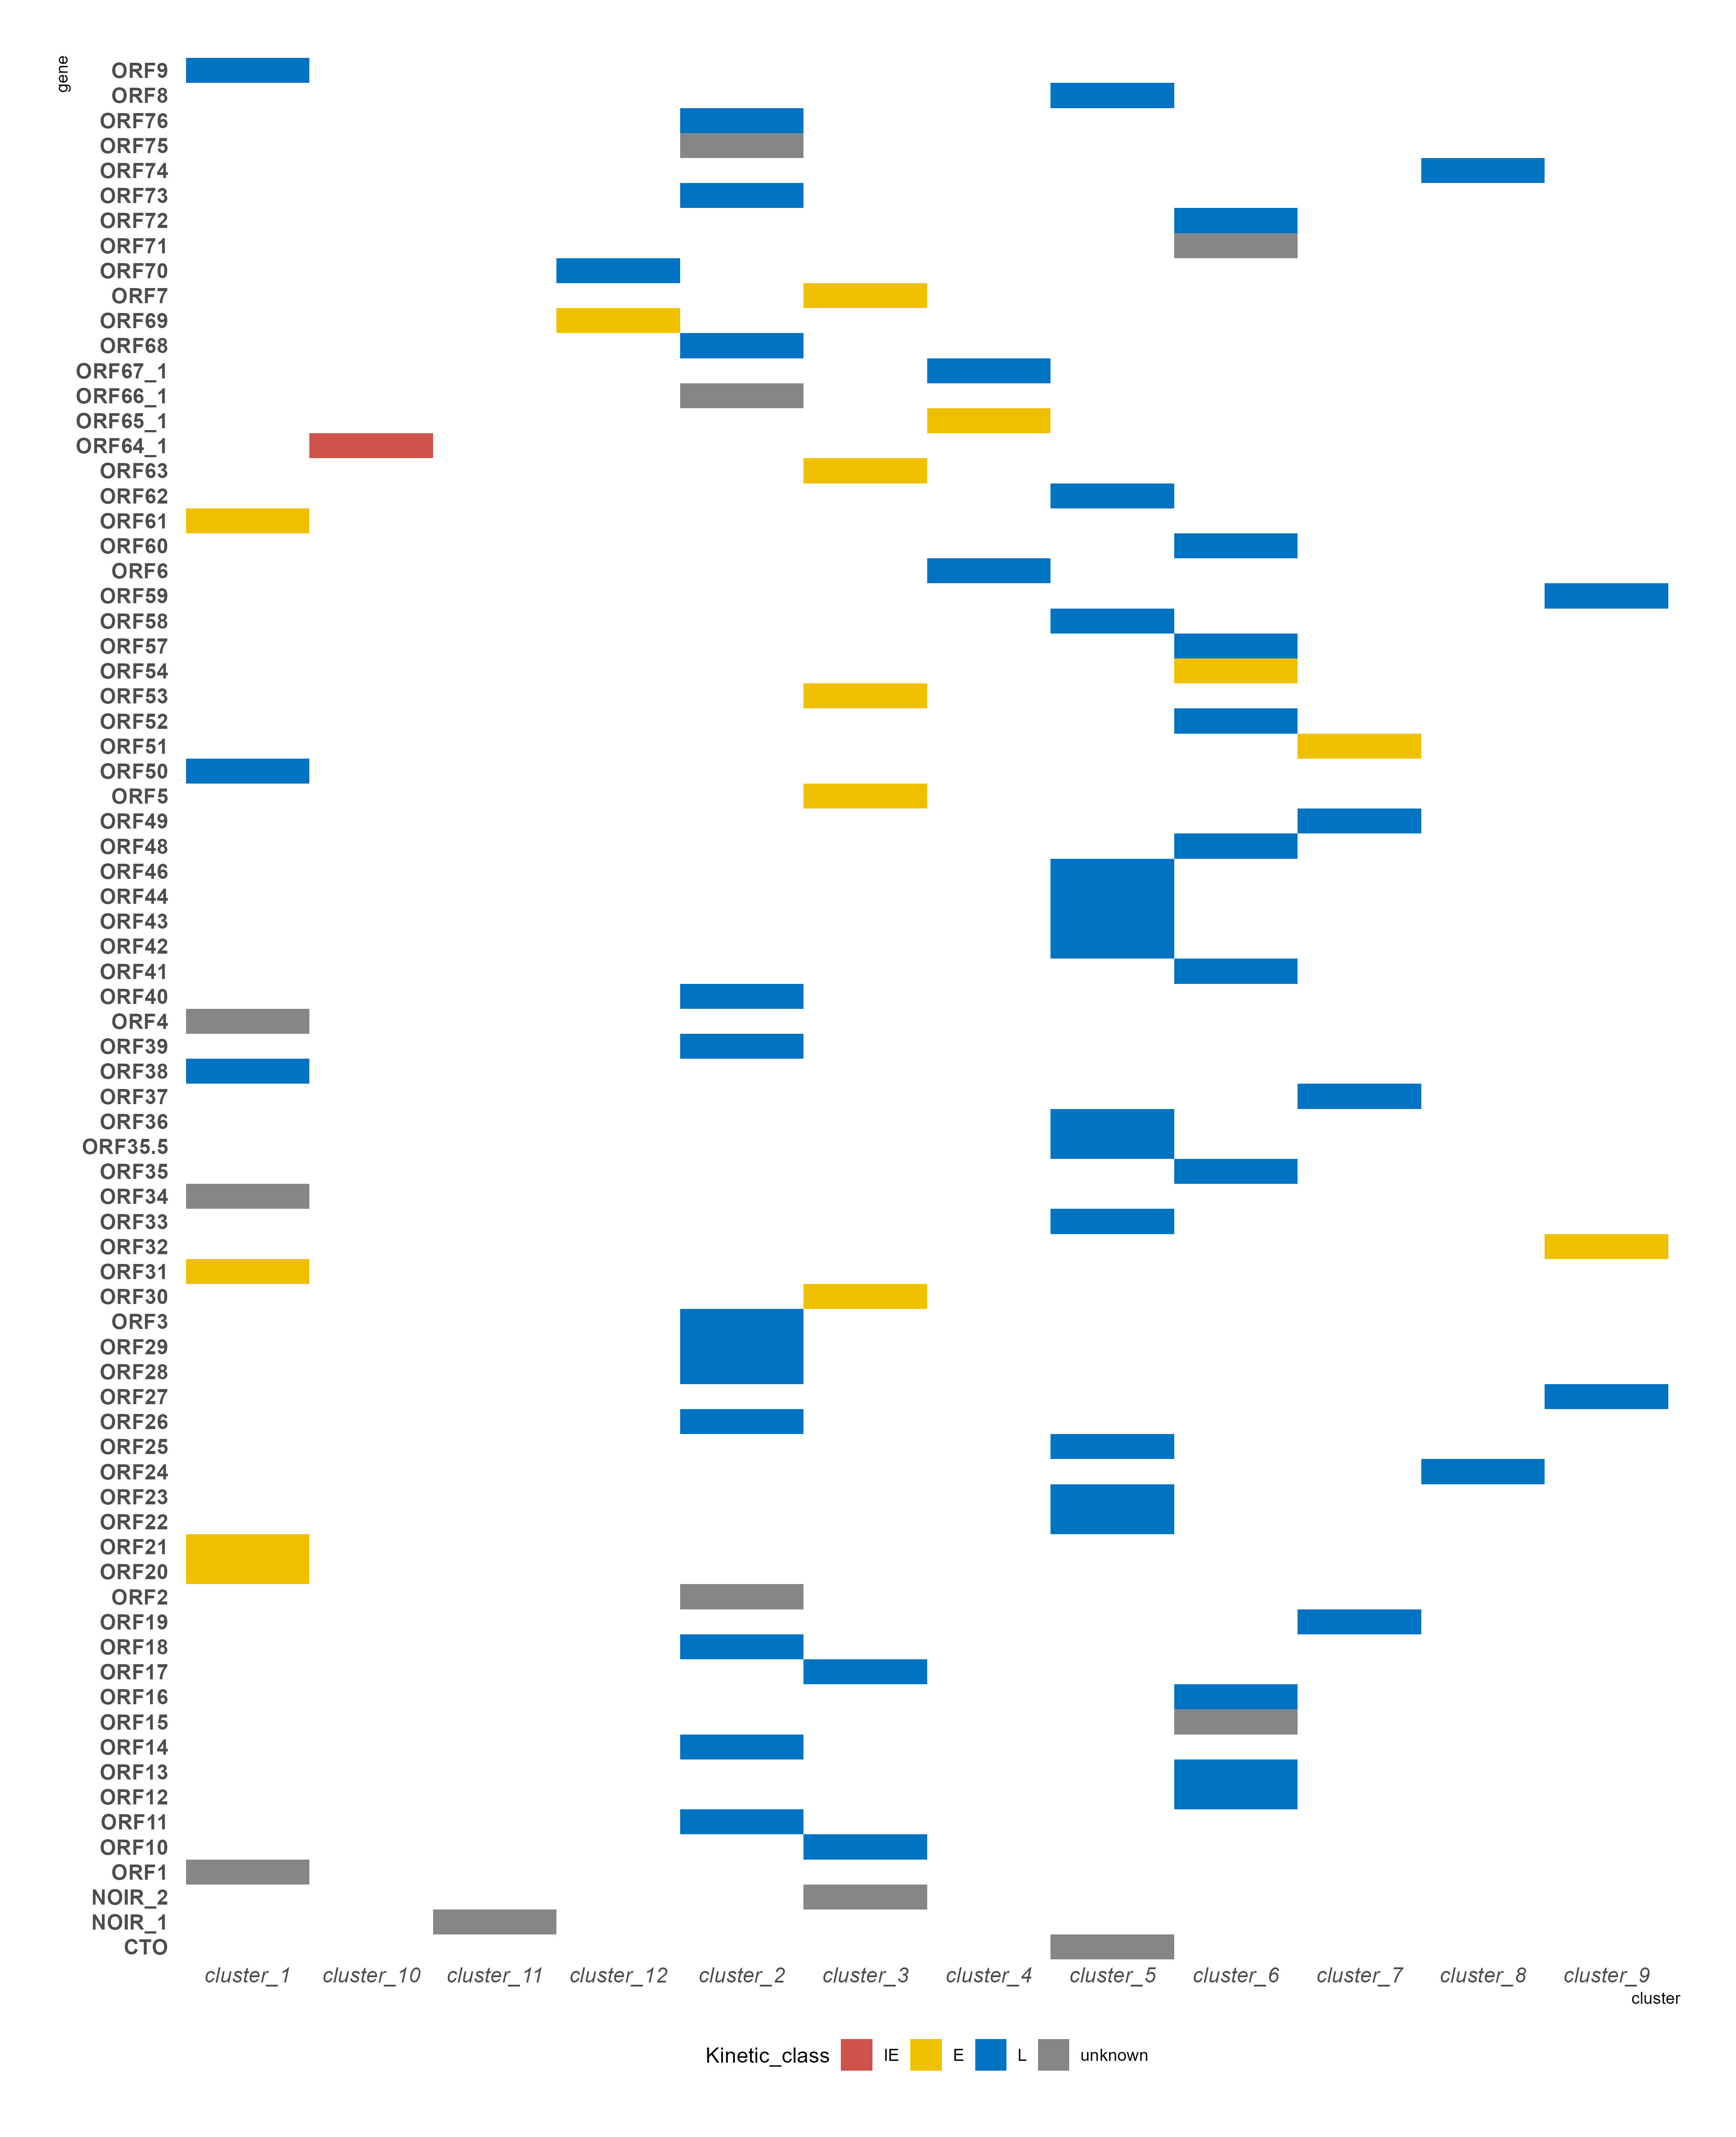 gene
ORF9
ORF8
ORF76
ORF75
ORF74
ORF73
ORF72
ORF71
ORF70
ORF7
ORF69
ORF68
ORF67_1
ORF66_1
ORF65_1
ORF64_1
ORF63
ORF62
ORF61
ORF60
ORF6
ORF59
ORF58
ORF57
ORF54
ORF53
ORF52
ORF51
ORF50
ORF5
ORF49
ORF48
ORF46
ORF44
ORF43
ORF42
ORF41
ORF40
ORF4
ORF39
ORF38
ORF37
ORF36
ORF35.5
ORF35
ORF34
ORF33
ORF32
ORF31
ORF30
ORF3
ORF29
ORF28
ORF27
ORF26
ORF25
ORF24
ORF23
ORF22
ORF21
ORF20
ORF2
ORF19
ORF18
ORF17
ORF16
ORF15
ORF14
ORF13
ORF12
ORF11
ORF10
ORF1
NOIR_2
NOIR_1
CTO
cluster_1 cluster_10 cluster_11 cluster_12 cluster_2 cluster_3 cluster_4 cluster_5 cluster_6 cluster_7 cluster_8 cluster_9
cluster
Kinetic_class IE E L unknown